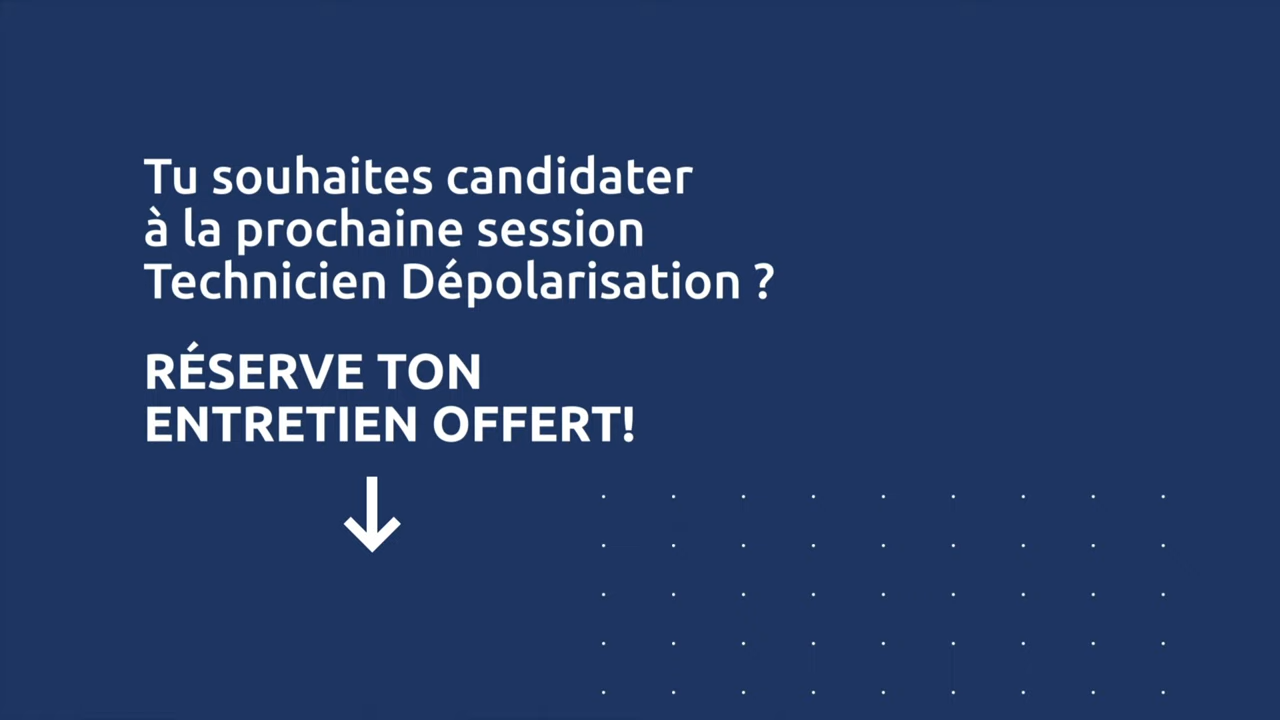 Tu souhaites candidater
à la prochaine session
Technicien Dépolarisation ?
RÉSERVE TON
ENTRETIEN OFFERT!